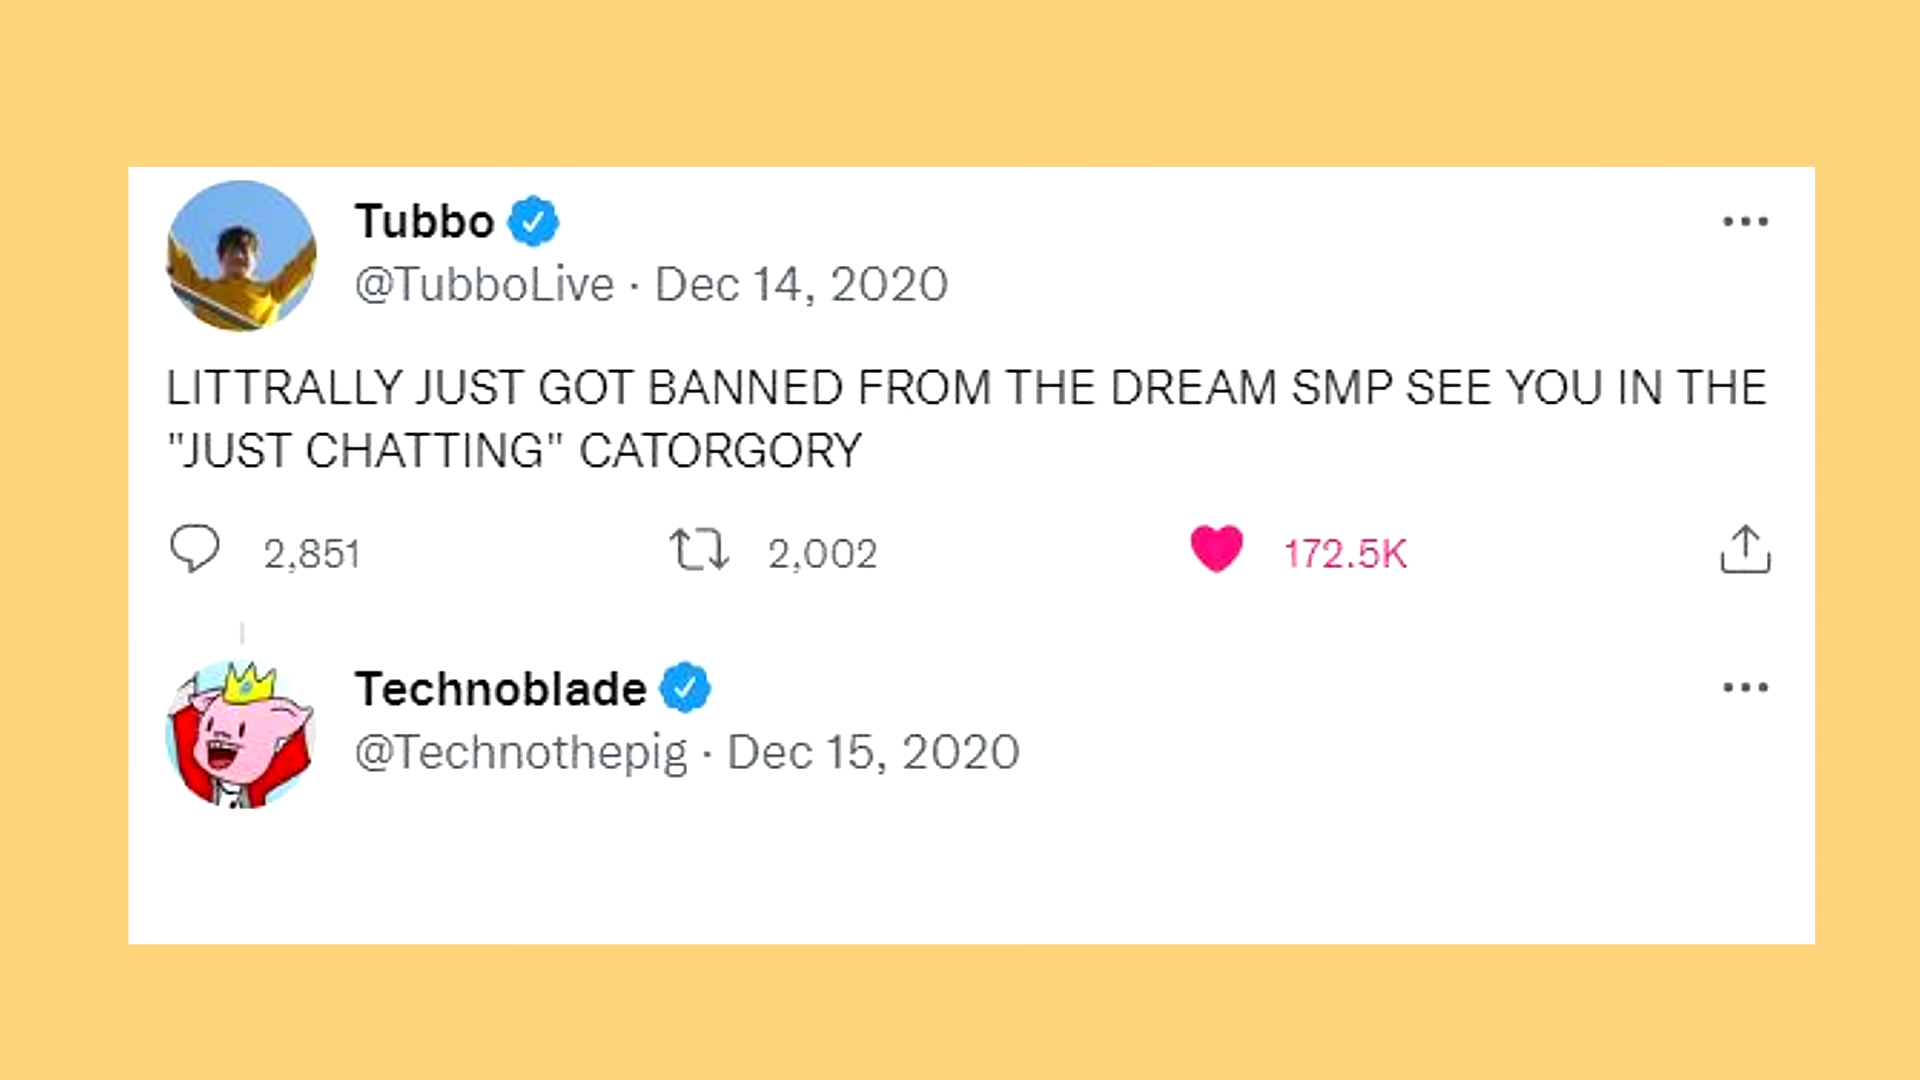 Tubbo
@TubboLive · Dec 14, 2020
LITTRALLY JUST GOT BANNED FROM THE DREAM SMP SEE YOU IN THE
"JUST CHATTING" CATORGORY
2,851 2,002 172.5K
Technoblade
@Technothepig · Dec 15, 2020